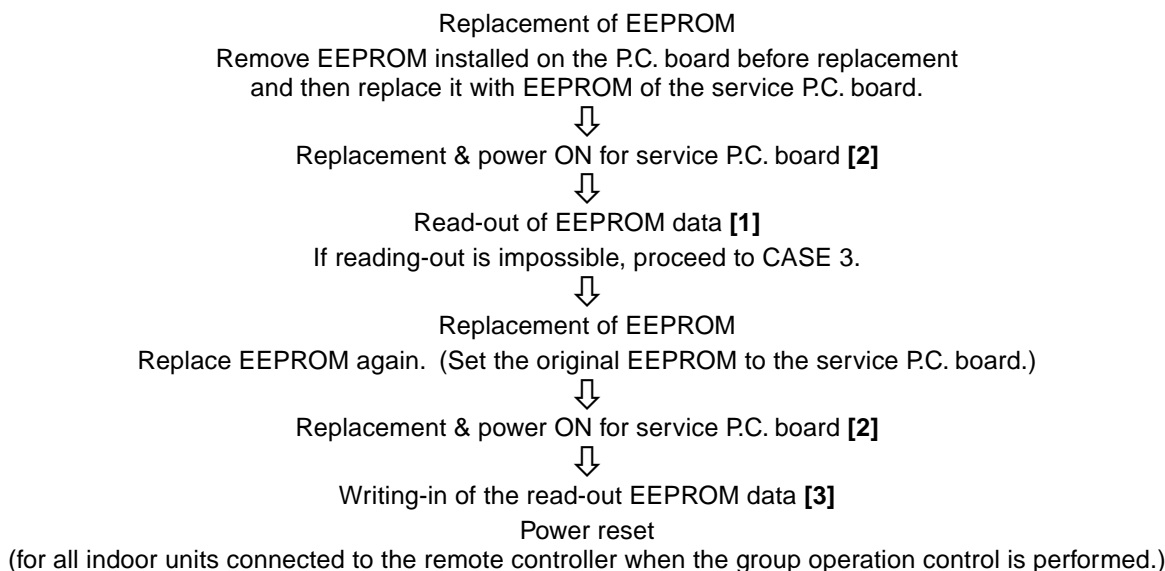 Replacement of EEPROM
Remove EEPROM installed on the P.C. board before replacement
and then replace it with EEPROM of the service P.C. board.
Replacement & power ON for service P.C. board [2]
Read-out of EEPROM data [1]
If reading-out is impossible, proceed to CASE 3.
Replacement of EEPROM
Replace EEPROM again. (Set the original EEPROM to the service P.C. board.)
Replacement & power ON for service P.C. board [2]
Writing-in of the read-out EEPROM data [3]
Power reset
(for all indoor units connected to the remote controller when the group operation control is performed.)